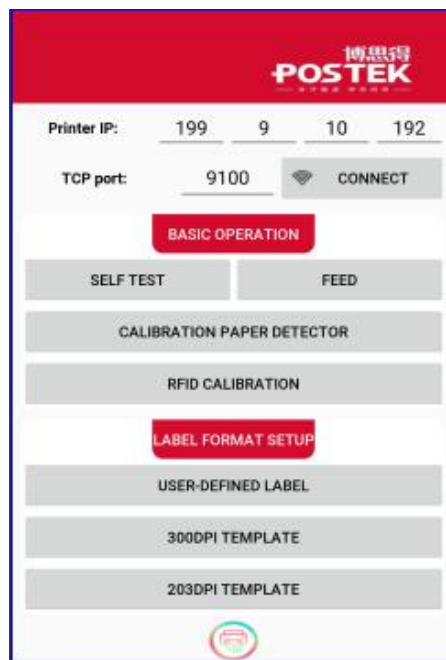 博思得
POSTEK
Printer IP: 199 9 10 192
TCP port: 9100 CONNECT
BASIC OPERATION
SELF TEST FEED
CALIBRATION PAPER DETECTOR
RFID CALIBRATION
LABEL FORMAT SETUP
USER-DEFINED LABEL
300DPI TEMPLATE
203DPI TEMPLATE